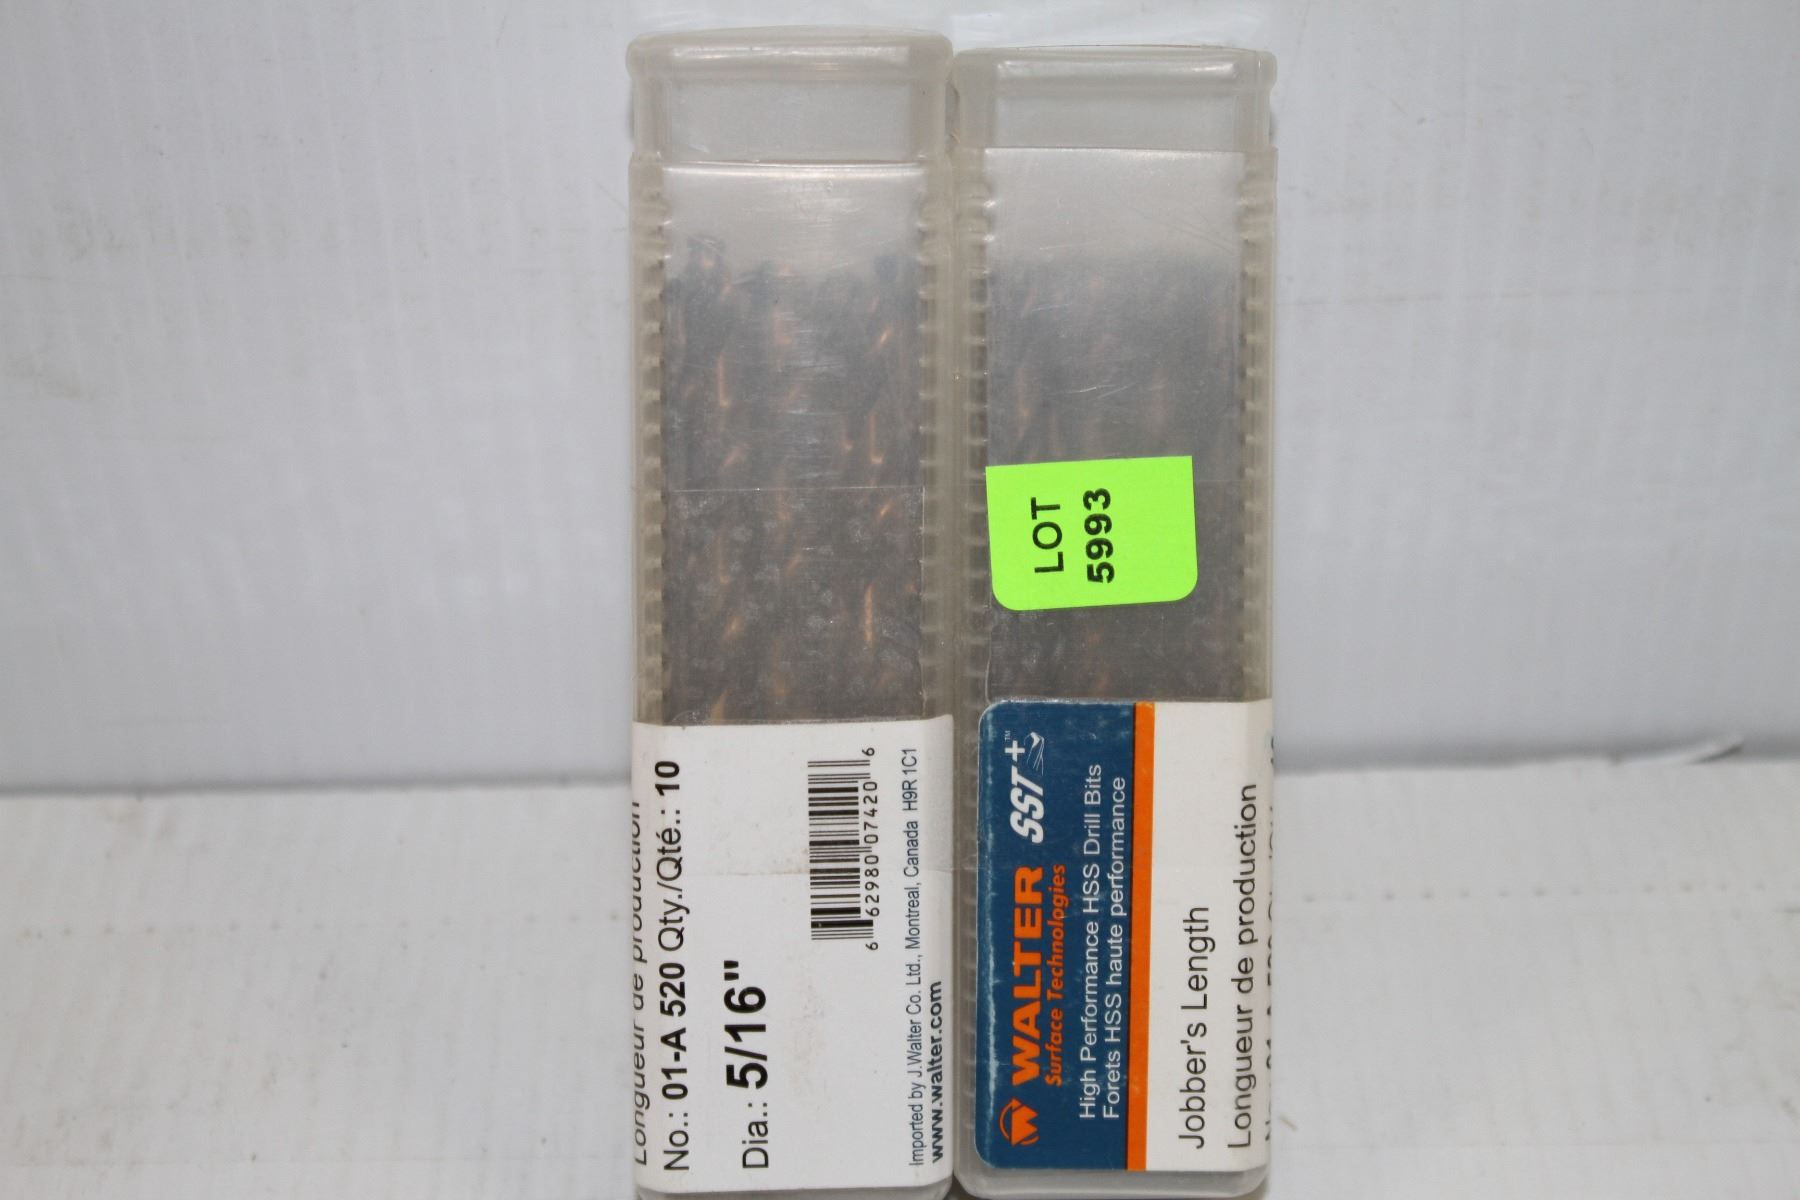 Longueur de production
No.: 01-A 520 Qty./Qté.: 10
Dia.: 5/16"
6 62980 07420 6
Imported by J.Walter Co. Ltd., Montreal, Canada H9R 1C1
www.walter.com
LOT
5993
WALTER SST+™
Surface Technologies
High Performance HSS Drill Bits
Forets HSS haute performance
Jobber's Length
Longueur de production